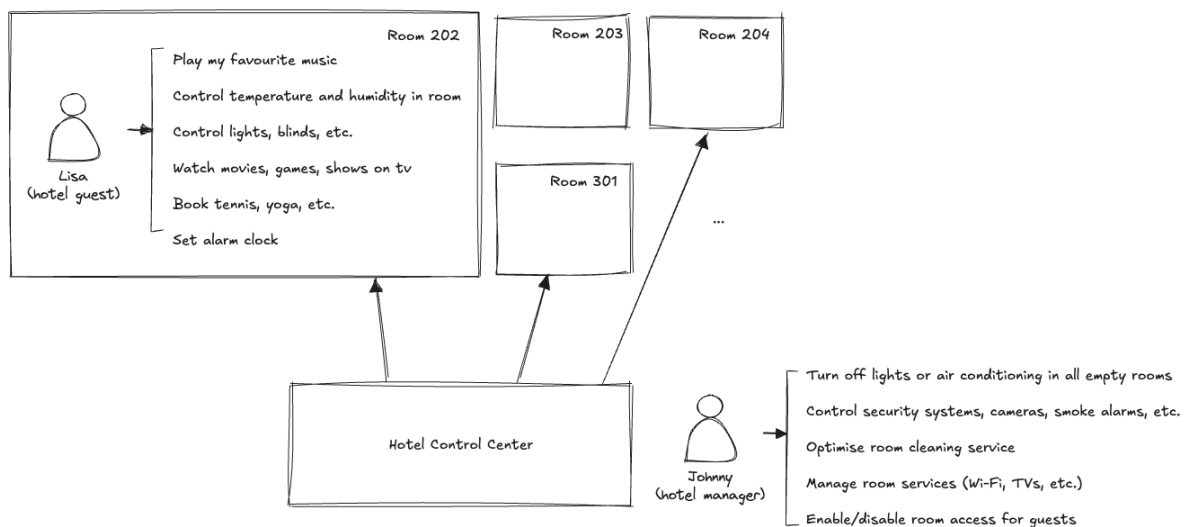 Room 202
Play my favourite music
Control temperature and humidity in room
Control lights, blinds, etc.
Watch movies, games, shows on tv
Book tennis, yoga, etc.
Set alarm clock
Lisa
(hotel guest)
Room 203
Room 204
Room 301
...
Hotel Control Center
Johnny
(hotel manager)
Turn off lights or air conditioning in all empty rooms
Control security systems, cameras, smoke alarms, etc.
Optimise room cleaning service
Manage room services (Wi-Fi, TVs, etc.)
Enable/disable room access for guests